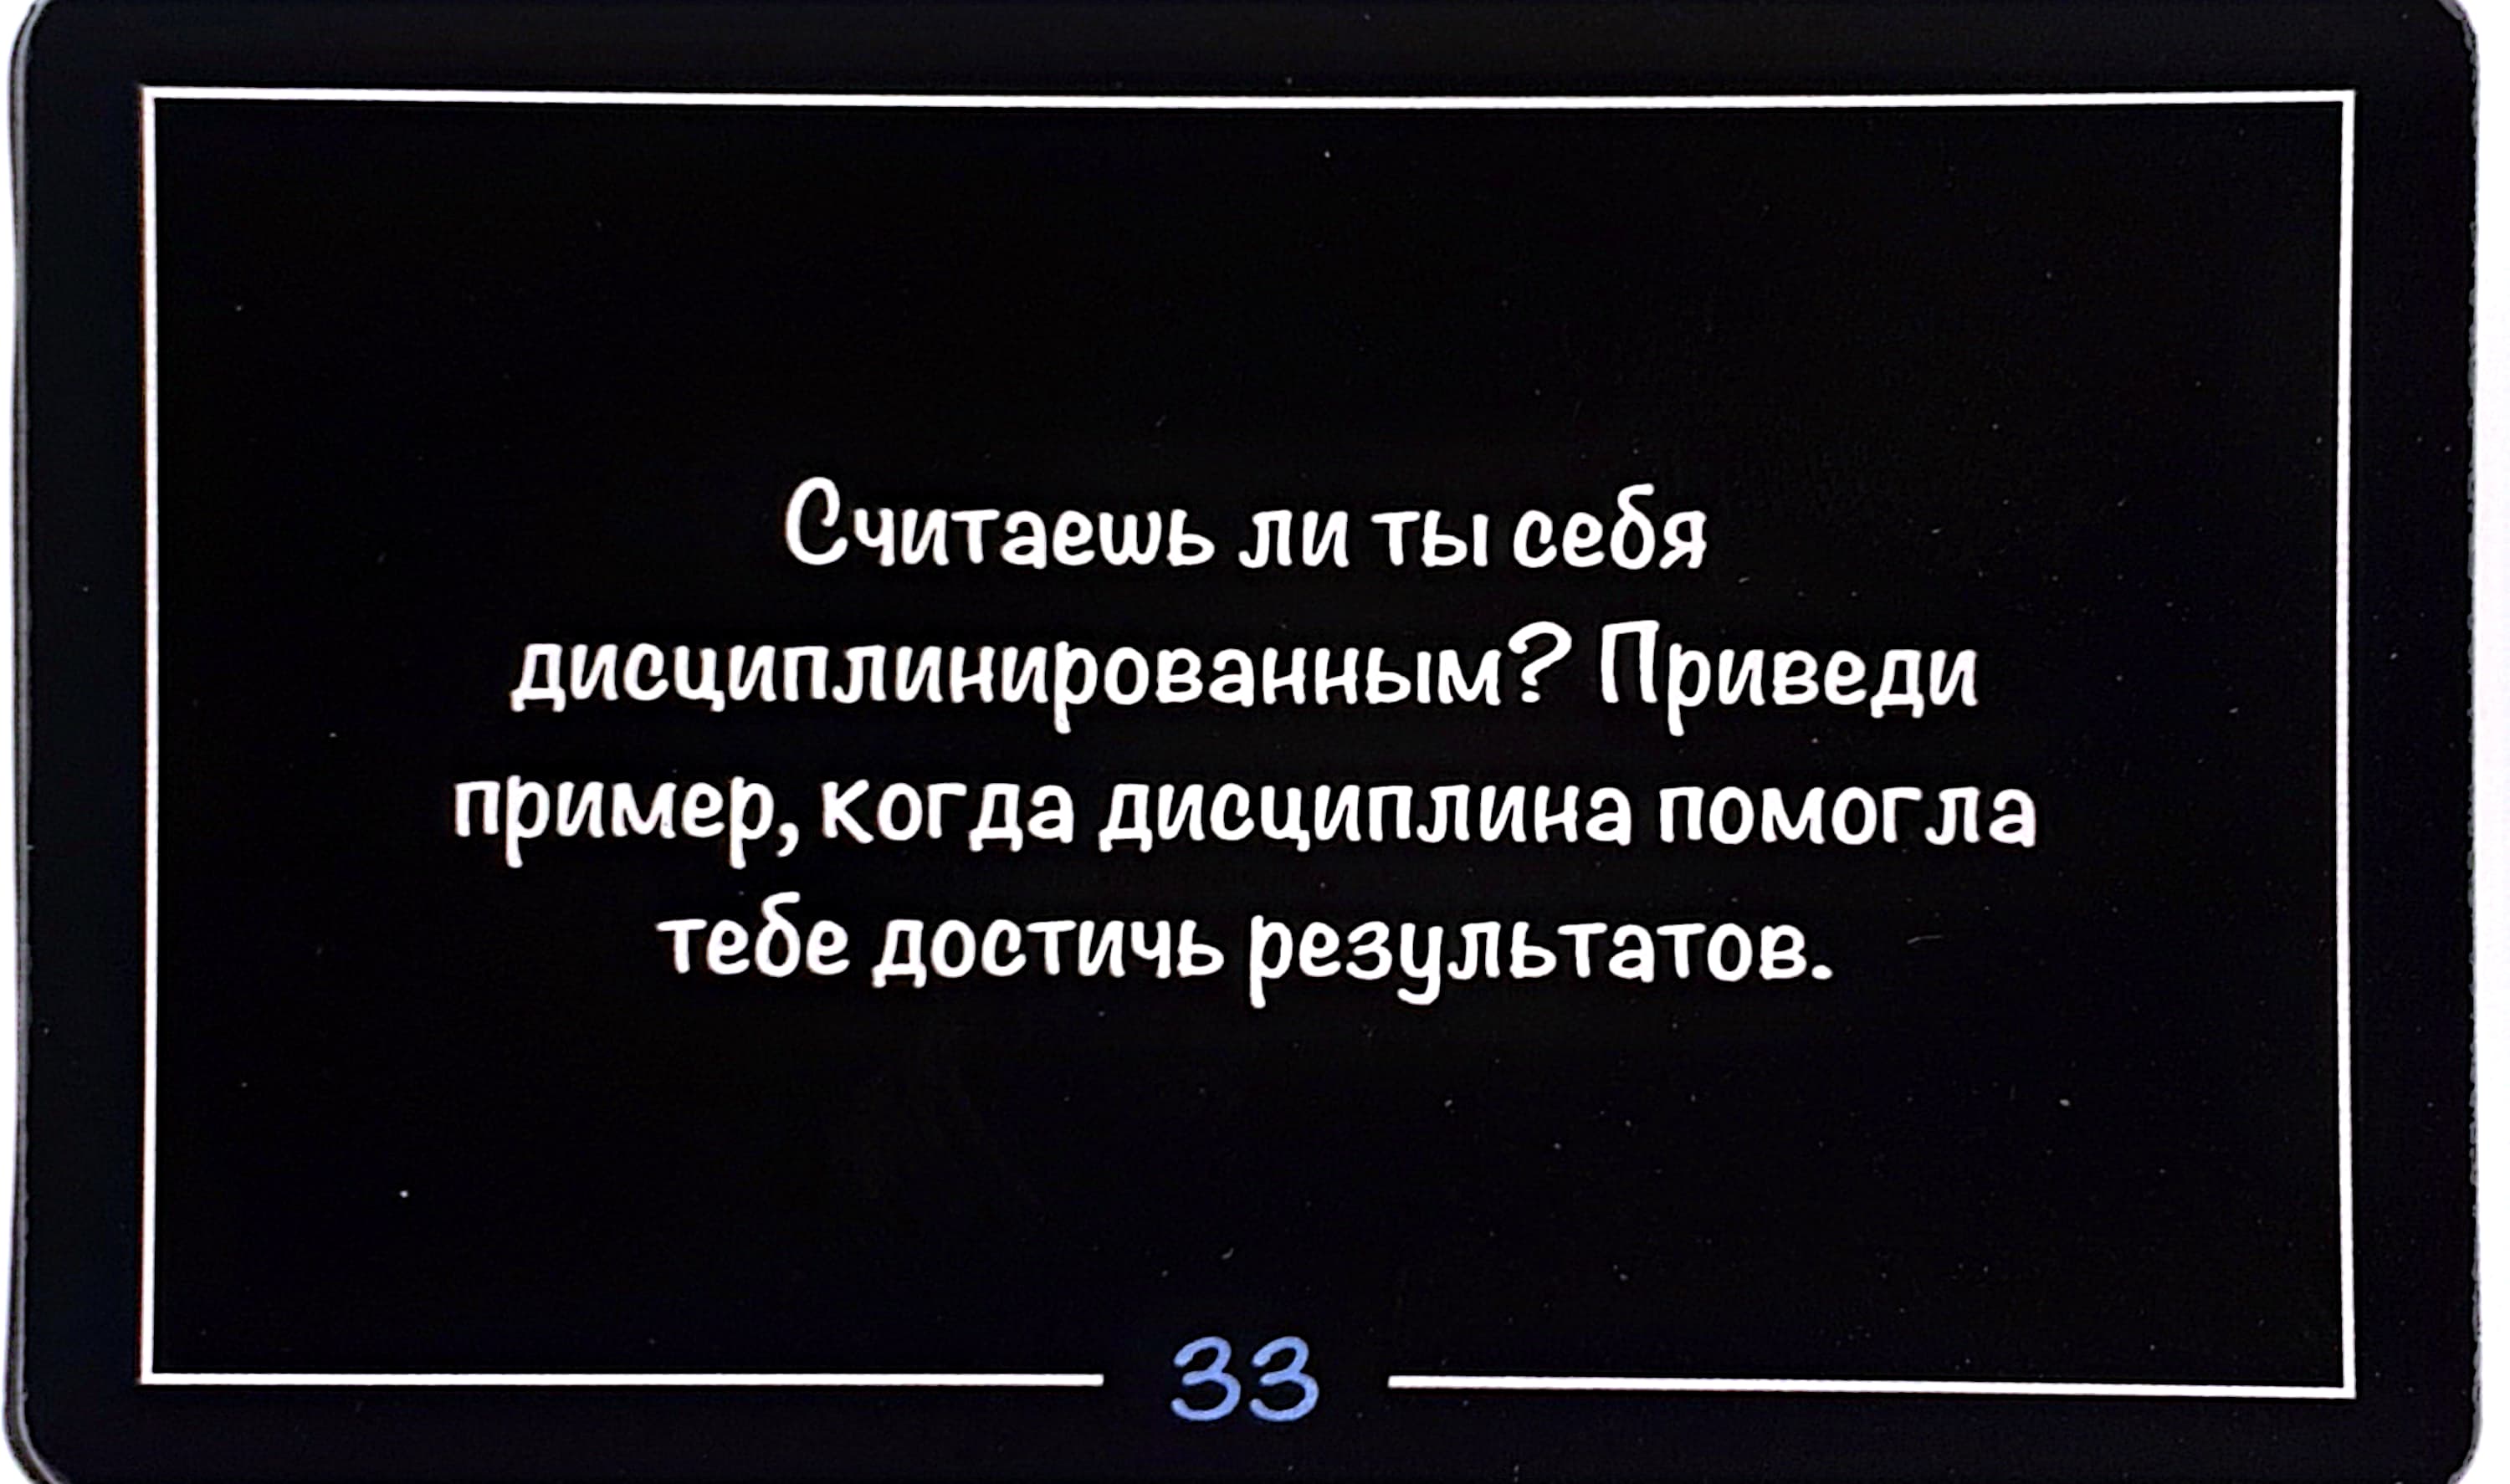 Считаешь ли ты себя
дисциплинированным? Приведи
пример, когда дисциплина помогла
тебе достичь результатов.
33